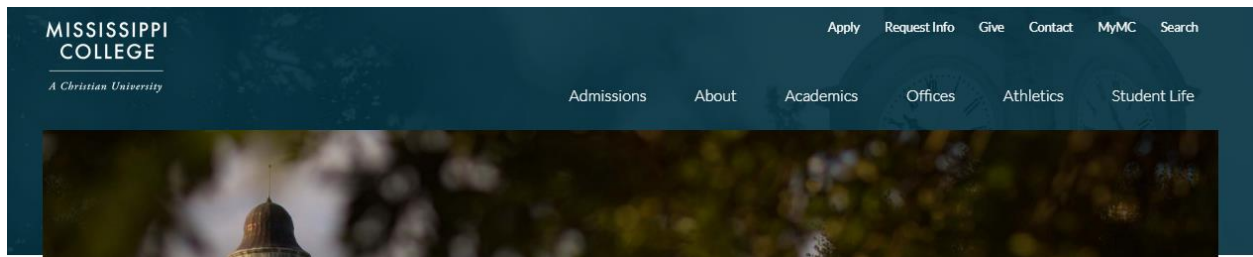 MISSISSIPPI
COLLEGE
A Christian University
Apply Request Info Give Contact MyMC Search
Admissions About Academics Offices Athletics Student Life